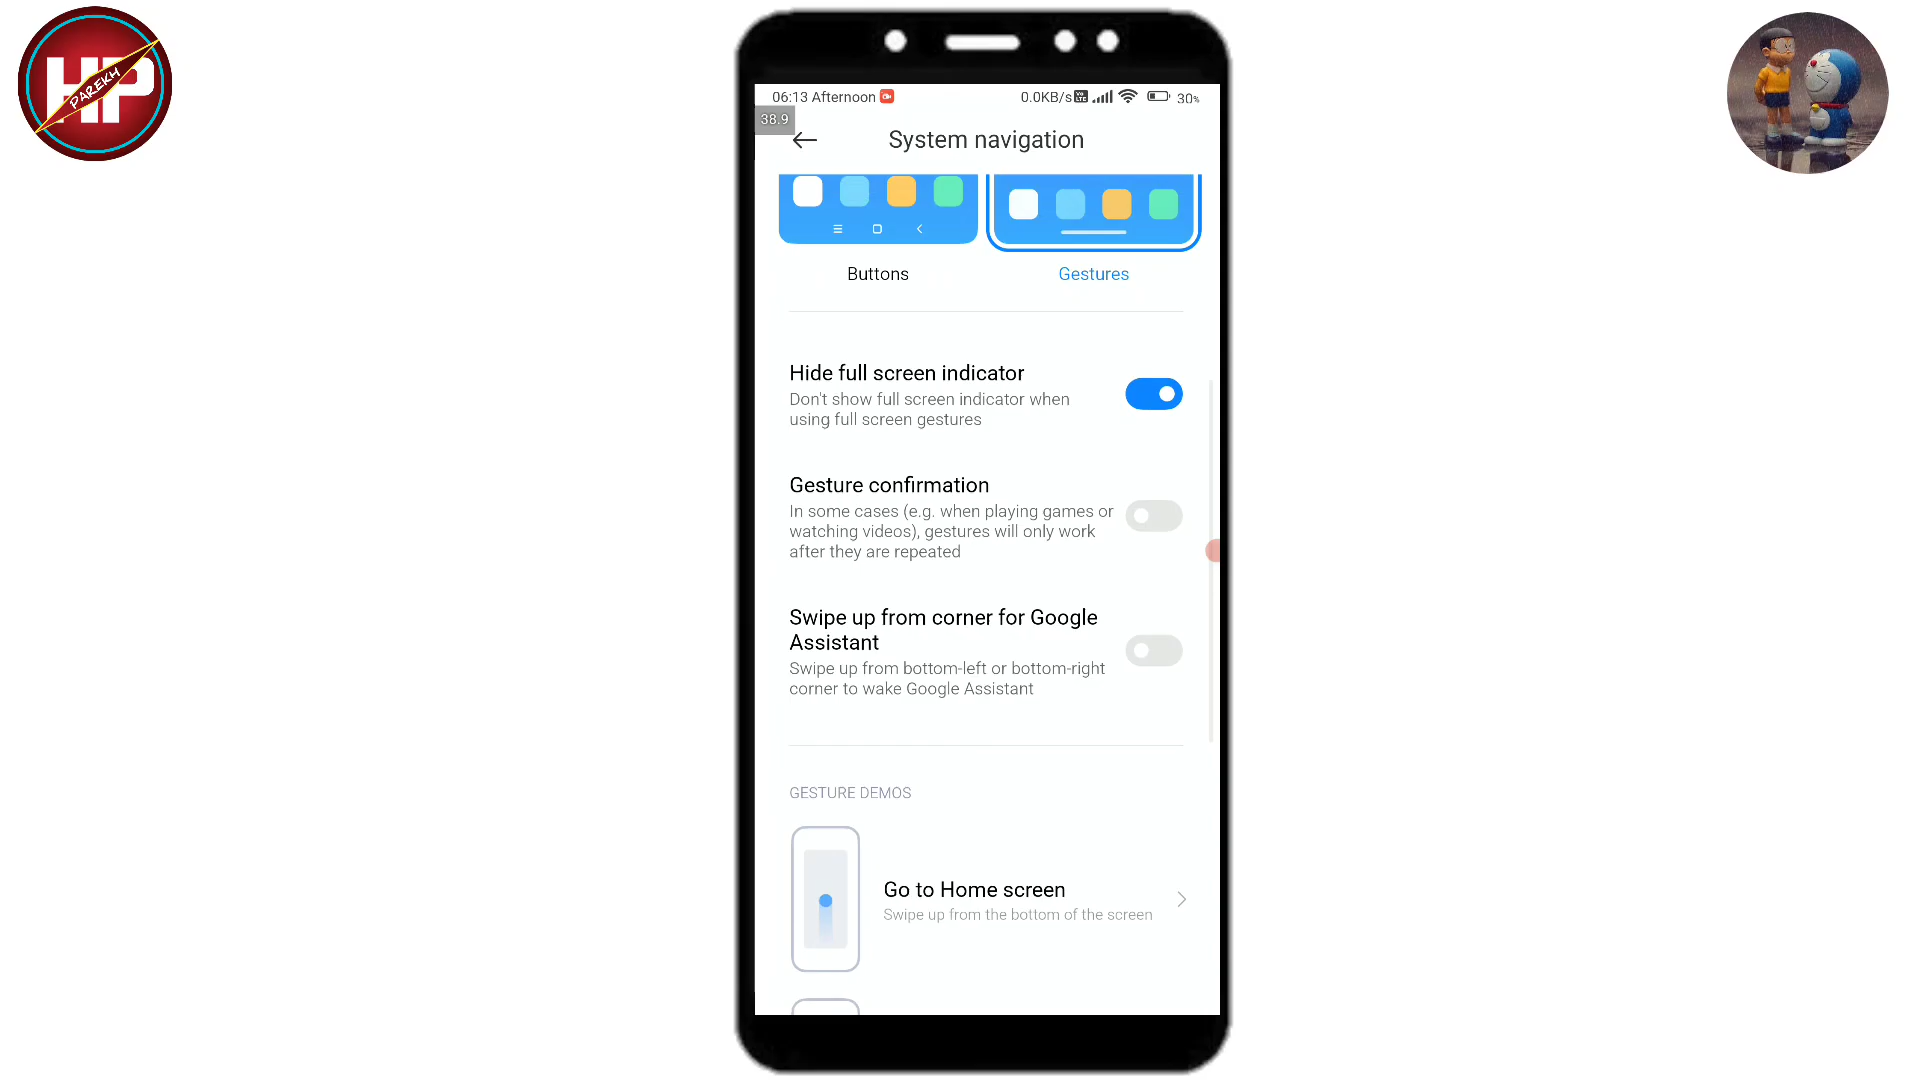 HP
PAREKH
06:13 Afternoon
0.0KB/s Vo LTE 30%
38.9
System navigation
Buttons
Gestures
Hide full screen indicator
Don't show full screen indicator when
using full screen gestures
Gesture confirmation
In some cases (e.g. when playing games or
watching videos), gestures will only work
after they are repeated
Swipe up from corner for Google
Assistant
Swipe up from bottom-left or bottom-right
corner to wake Google Assistant
GESTURE DEMOS
Go to Home screen
Swipe up from the bottom of the screen